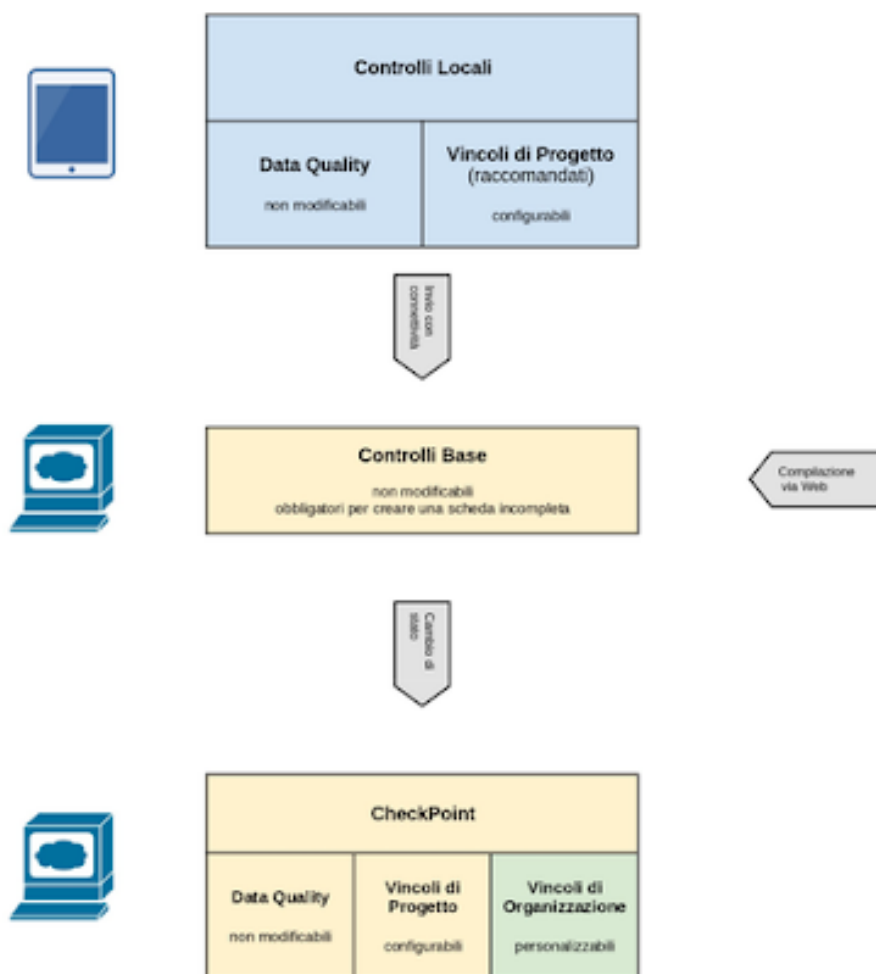 Controlli Locali
Data Quality
non modificabili
Vincoli di Progetto
(raccomandati)
configurabili
Invio con
connettività
Controlli Base
non modificabili
obbligatori per creare una scheda incompleta
Compilazione
via Web
Cambio di
stato
CheckPoint
Data Quality
non modificabili
Vincoli di
Progetto
configurabili
Vincoli di
Organizzazione
personalizzabili